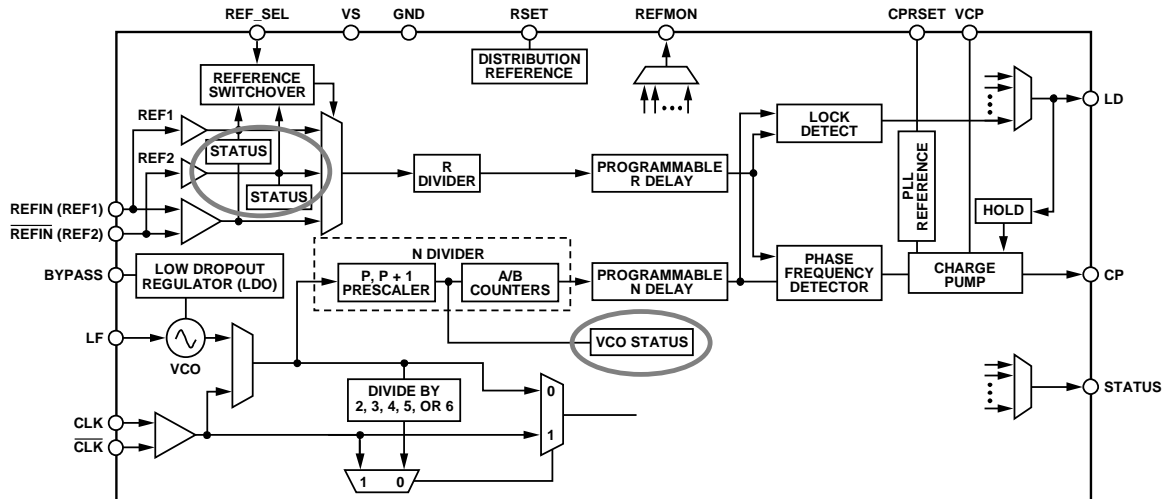 REF_SEL
VS
GND
RSET
REFMON
CPRSET
VCP
DISTRIBUTION
REFERENCE
REFERENCE
SWITCHOVER
REF1
STATUS
REF2
STATUS
R
DIVIDER
PROGRAMMABLE
R DELAY
LOCK
DETECT
LD
PLL
REFERENCE
HOLD
REFIN (REF1)
REFIN (REF2)
N DIVIDER
BYPASS
LOW DROPOUT
REGULATOR (LDO)
P, P + 1
PRESCALER
A/B
COUNTERS
PROGRAMMABLE
N DELAY
PHASE
FREQUENCY
DETECTOR
CHARGE
PUMP
CP
LF
VCO
VCO STATUS
DIVIDE BY
2, 3, 4, 5, OR 6
0
1
STATUS
CLK
CLK
1 0